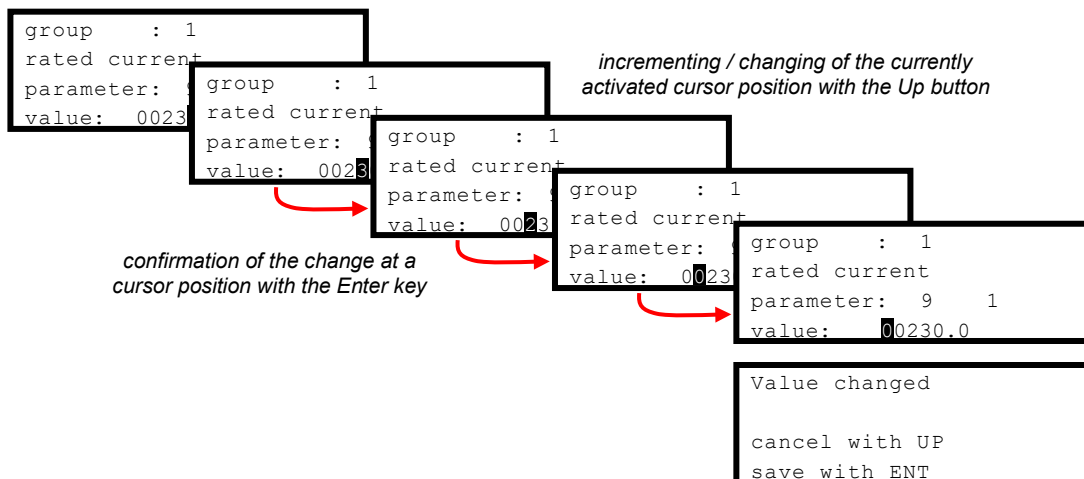 group : 1
rated current
parameter:
value: 0023
group : 1
rated current
parameter:
value: 0023
group : 1
rated current
parameter:
value: 0023
group : 1
rated current
parameter:
value: 0023
group : 1
rated current
parameter: 9 1
value: 00230.0
incrementing / changing of the currently
activated cursor position with the Up button
confirmation of the change at a
cursor position with the Enter key
Value changed
cancel with UP
save with ENT